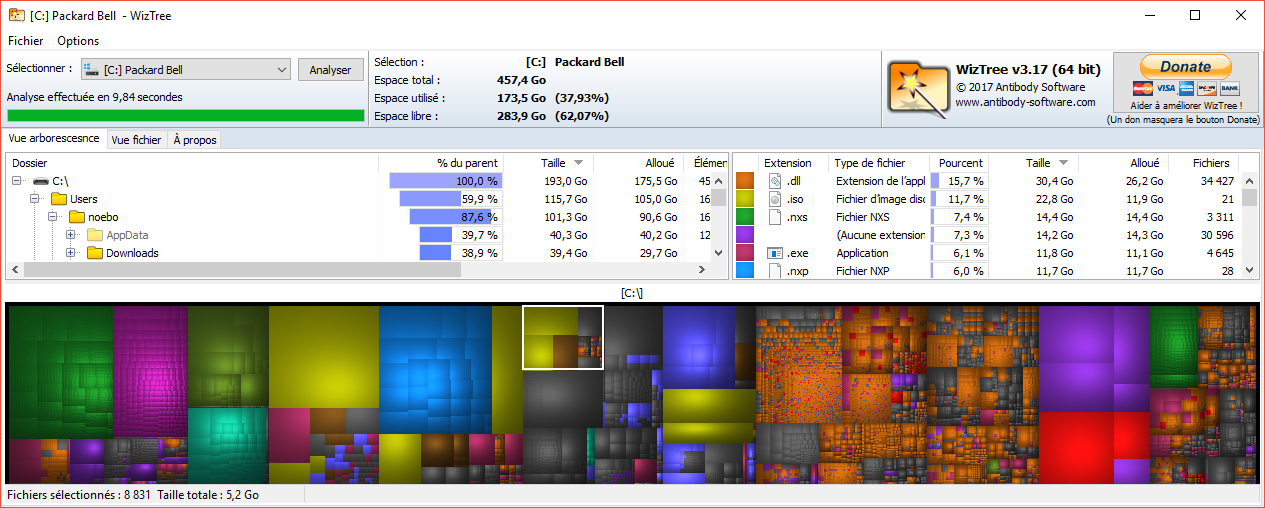 [C:] Packard Bell - WizTree
Fichier Options
Sélectionner : [C:] Packard Bell Analyser
Analyse effectuée en 9,84 secondes
Sélection : [C:] Packard Bell
Espace total : 457,4 Go
Espace utilisé : 173,5 Go (37,93%)
Espace libre : 283,9 Go (62,07%)
WizTree v3.17 (64 bit)
© 2017 Antibody Software
www.antibody-software.com
Donate
VISA
BANK
Aider à améliorer WizTree !
(Un don masquera le bouton Donate)
Vue arborescesnce Vue fichier À propos
Dossier % du parent Taille Alloué Élémen
C:\ 100,0 % 193,0 Go 175,5 Go 45
Users 59,9 % 115,7 Go 105,0 Go 16
noebo 87,6 % 101,3 Go 90,6 Go 16
AppData 39,7 % 40,3 Go 40,2 Go 12
Downloads 38,9 % 39,4 Go 29,7 Go
Extension Type de fichier Pourcent Taille Alloué Fichiers
.dll Extension de l'appl 15,7 % 30,4 Go 26,2 Go 34 427
.iso Fichier d'image disc 11,7 % 22,8 Go 11,9 Go 21
.nxs Fichier NXS 7,4 % 14,4 Go 14,4 Go 3 311
(Aucune extension 7,3 % 14,2 Go 14,3 Go 30 596
.exe Application 6,1 % 11,8 Go 11,1 Go 4 645
.nxp Fichier NXP 6,0 % 11,7 Go 11,7 Go 28
[C:\]
Fichiers sélectionnés : 8 831 Taille totale : 5,2 Go